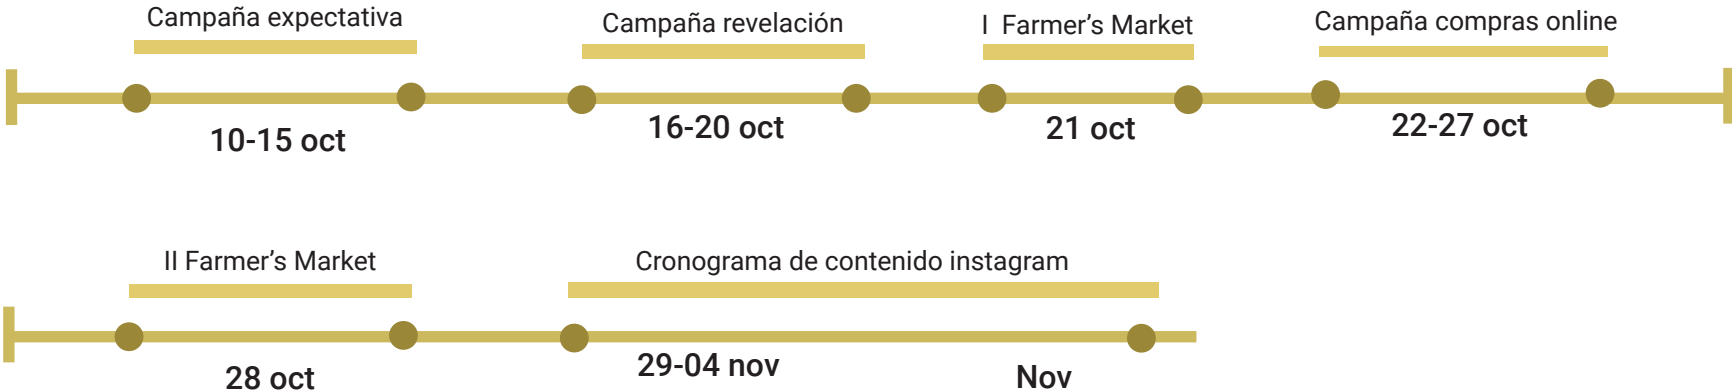 Campaña expectativa
Campaña revelación
I Farmer’s Market
Campaña compras online
10-15 oct
16-20 oct
21 oct
22-27 oct
II Farmer’s Market
Cronograma de contenido instagram
28 oct
29-04 nov
Nov